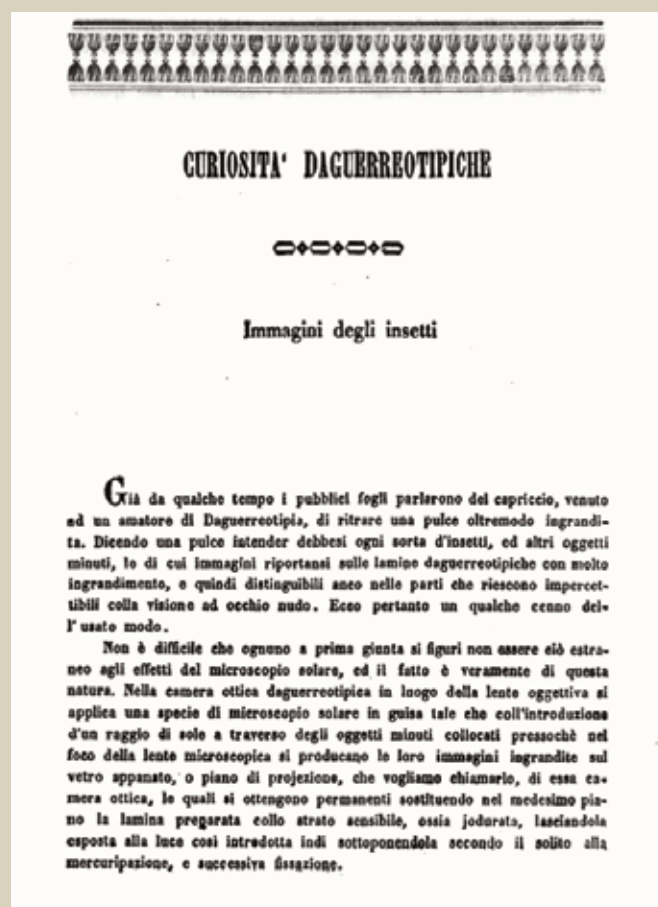 CURIOSITA' DAGUERREOTIPICHE
Immagini degli insetti
Già da qualche tempo i pubblici fogli parlarono del capriccio, venuto
ad un amatore di Daguerreotipia, di ritrare una pulce oltremodo ingrandi-
ta. Dicendo una pulce intender debbesi ogni sorta d'insetti, ed altri oggetti
minuti, le di cui immagini riportansi sulle lamine daguerreotipiche con molto
ingrandimento, e quindi distinguibili anco nelle parti che riescono impercet-
tibili colla visione ad occhio nudo. Ecco pertanto un qualche cenno del-
l'usato modo.
Non è difficile che ognuno a prima giunta si figuri non essere ciò estra-
neo agli effetti del microscopio solare, ed il fatto è veramente di questa
natura. Nella camera ottica daguerreotipica in luogo della lente oggettiva si
applica una specie di microscopio solare in guisa tale che coll'introduzione
d'un raggio di sole a traverso degli oggetti minuti collocati pressochè nel
foco della lente microscopica si producano le loro immagini ingrandite sul
vetro appanato, o piano di projezione, che vogliamo chiamarlo, di essa ca-
mera ottica, le quali si ottengono permanenti sostituendo nel medesimo pia-
no la lamina preparata collo strato sensibile, ossia jodurata, lasciandola
esposta alla luce così introdotta indi sottoponendola secondo il solito alla
mercuripazione, e successiva fissazione.